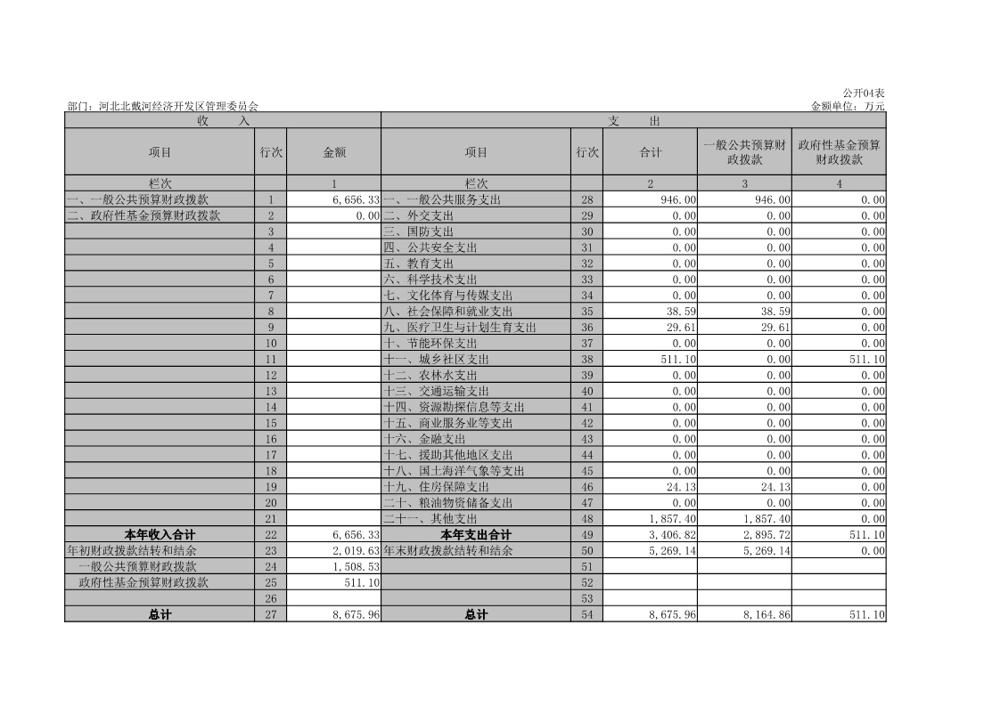 公开04表
部门：河北北戴河经济开发区管理委员会 金额单位：万元
收 入 支 出
项目 行次 金额 项目 行次 合计 一般公共预算财政拨款 政府性基金预算财政拨款
栏次 1 栏次 2 3 4
一、一般公共预算财政拨款 1 6,656.33 一、一般公共服务支出 28 946.00 946.00 0.00
二、政府性基金预算财政拨款 2 0.00 二、外交支出 29 0.00 0.00 0.00
3 三、国防支出 30 0.00 0.00 0.00
4 四、公共安全支出 31 0.00 0.00 0.00
5 五、教育支出 32 0.00 0.00 0.00
6 六、科学技术支出 33 0.00 0.00 0.00
7 七、文化体育与传媒支出 34 0.00 0.00 0.00
8 八、社会保障和就业支出 35 38.59 38.59 0.00
9 九、医疗卫生与计划生育支出 36 29.61 29.61 0.00
10 十、节能环保支出 37 0.00 0.00 0.00
11 十一、城乡社区支出 38 511.10 0.00 511.10
12 十二、农林水支出 39 0.00 0.00 0.00
13 十三、交通运输支出 40 0.00 0.00 0.00
14 十四、资源勘探信息等支出 41 0.00 0.00 0.00
15 十五、商业服务业等支出 42 0.00 0.00 0.00
16 十六、金融支出 43 0.00 0.00 0.00
17 十七、援助其他地区支出 44 0.00 0.00 0.00
18 十八、国土海洋气象等支出 45 0.00 0.00 0.00
19 十九、住房保障支出 46 24.13 24.13 0.00
20 二十、粮油物资储备支出 47 0.00 0.00 0.00
21 二十一、其他支出 48 1,857.40 1,857.40 0.00
本年收入合计 22 6,656.33 本年支出合计 49 3,406.82 2,895.72 511.10
年初财政拨款结转和结余 23 2,019.63 年末财政拨款结转和结余 50 5,269.14 5,269.14 0.00
一般公共预算财政拨款 24 1,508.53 51
政府性基金预算财政拨款 25 511.10 52
26 53
总计 27 8,675.96 总计 54 8,675.96 8,164.86 511.10